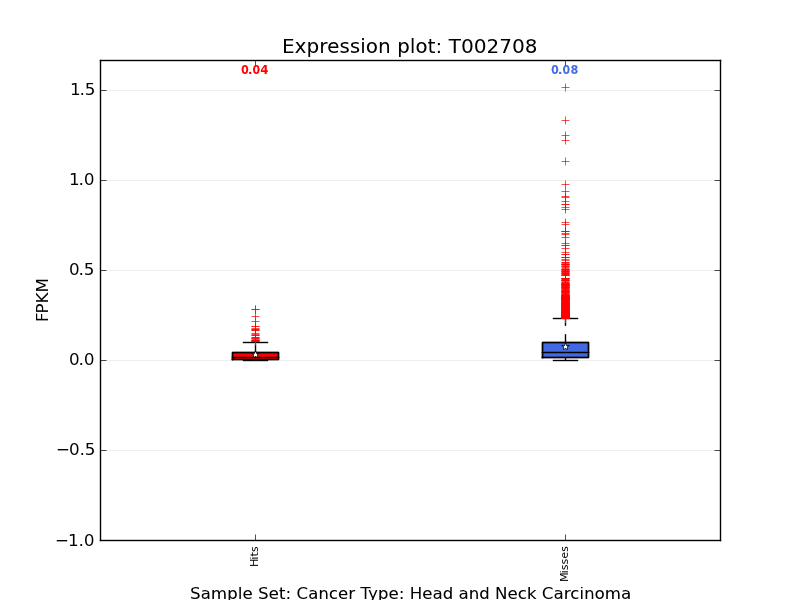 Expression plot: T002708
0.04
0.08
1.5
1.0
0.5
0.0
−0.5
−1.0
FPKM
Hits
Misses
Sample Set: Cancer Type: Head and Neck Carcinoma